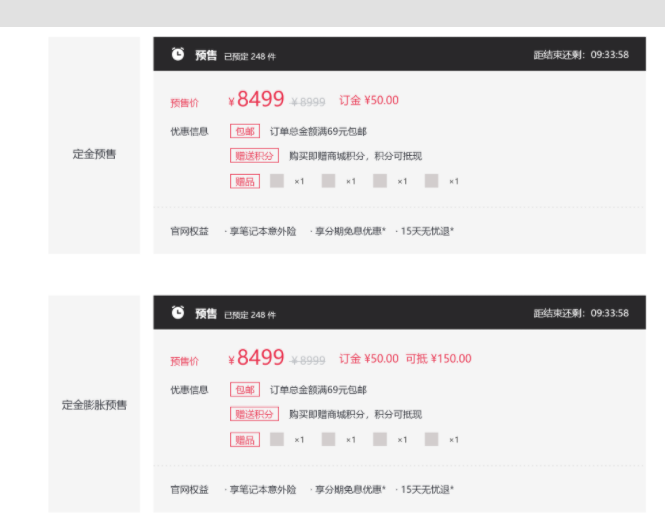 预售 已预定 248 件 距结束还剩：09:33:58
预售价 ¥8499 ¥8999 订金 ¥50.00
优惠信息 包邮 订单总金额满69元包邮
定金预售
赠送积分 购买即赠商城积分，积分可抵现
赠品 ×1 ×1 ×1 ×1
官网权益 · 享笔记本意外险 · 享分期免息优惠* · 15天无忧退*
预售 已预定 248 件 距结束还剩：09:33:58
预售价 ¥8499 ¥8999 订金 ¥50.00 可抵 ¥150.00
优惠信息 包邮 订单总金额满69元包邮
定金膨胀预售
赠送积分 购买即赠商城积分，积分可抵现
赠品 ×1 ×1 ×1 ×1
官网权益 · 享笔记本意外险 · 享分期免息优惠* · 15天无忧退*